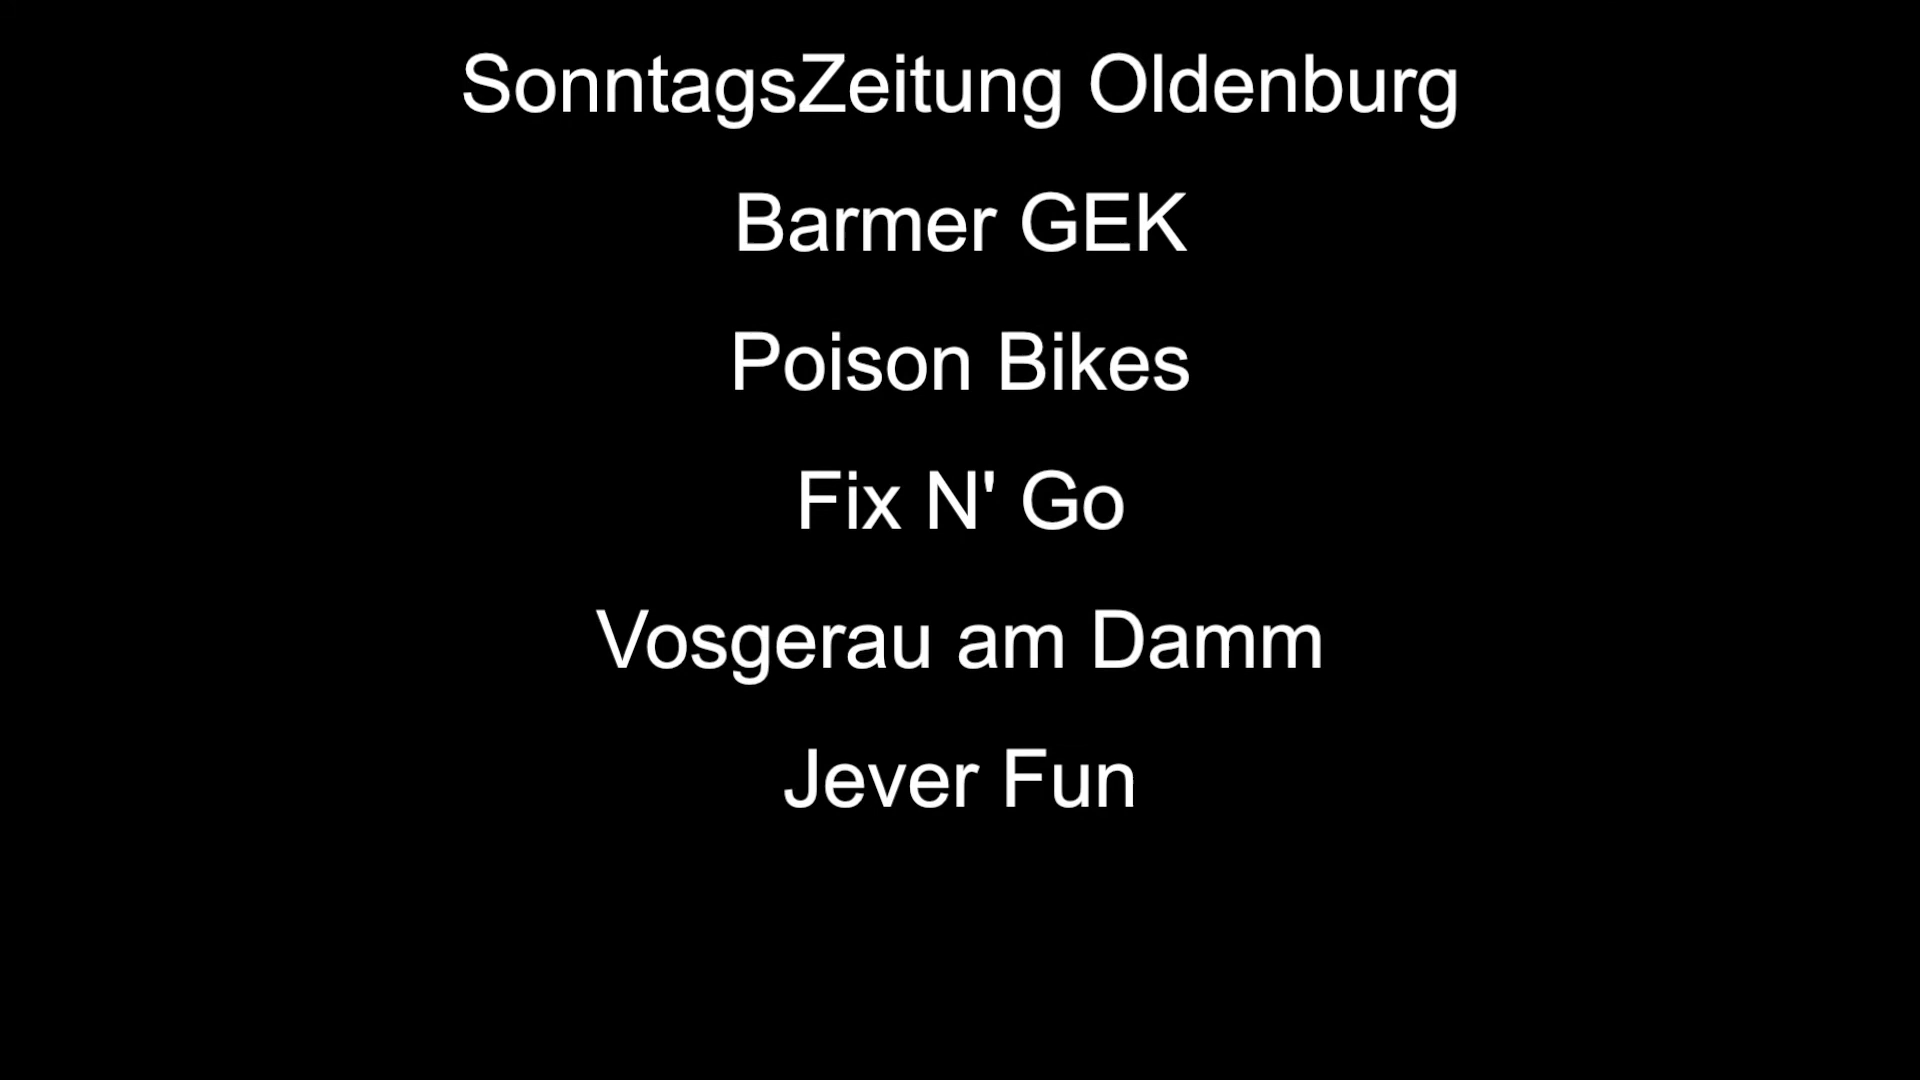 SonntagsZeitung Oldenburg
Barmer GEK
Poison Bikes
Fix N' Go
Vosgerau am Damm
Jever Fun